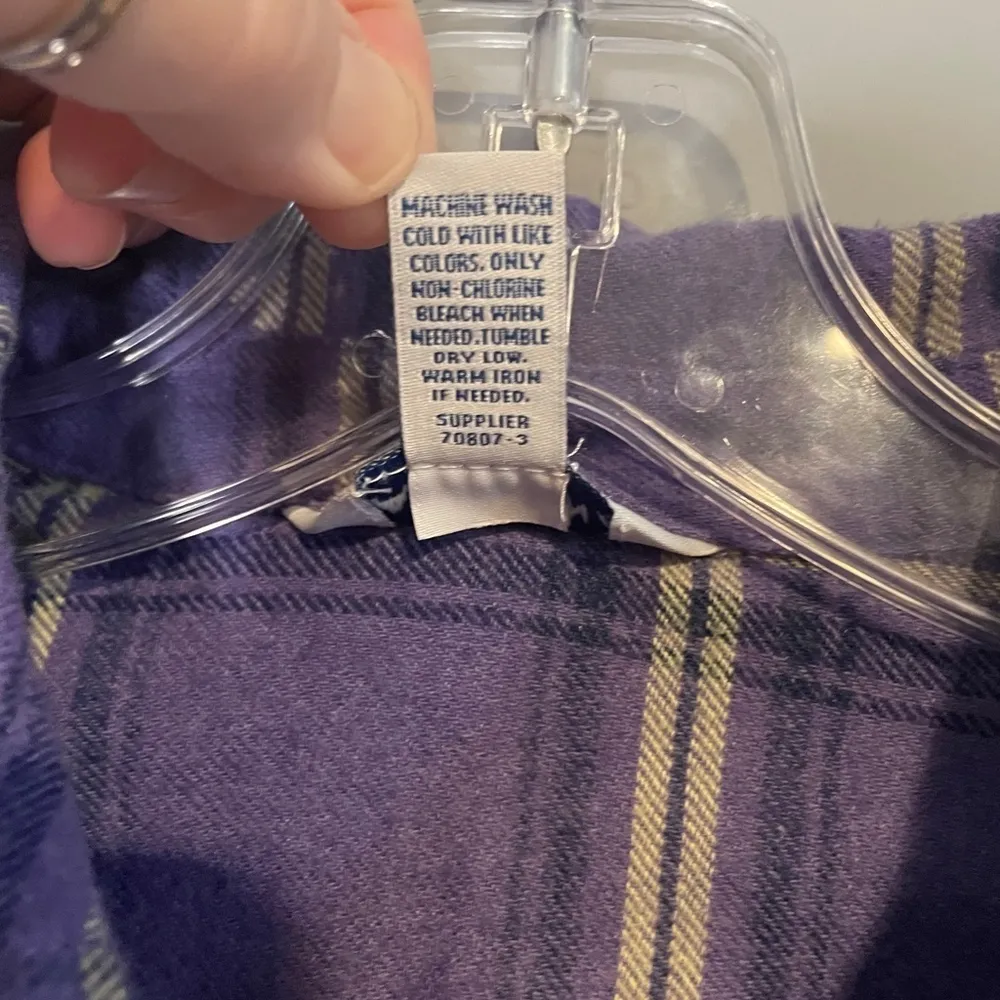 MACHINE WASH
COLD WITH LIKE
COLORS. ONLY
NON-CHLORINE
BLEACH WHEN
NEEDED.TUMBLE
DRY LOW.
WARM IRON
IF NEEDED.
SUPPLIER
70807-3